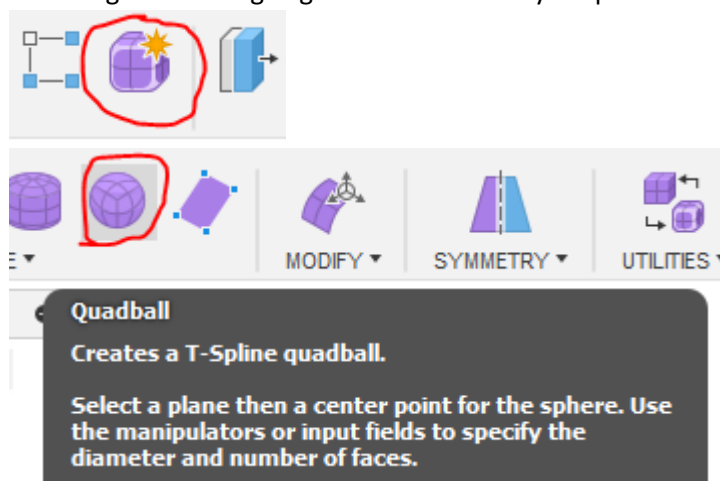 MODIFY ▾ SYMMETRY ▾ UTILITIES
Quadball
Creates a T-Spline quadball.
Select a plane then a center point for the sphere. Use
the manipulators or input fields to specify the
diameter and number of faces.